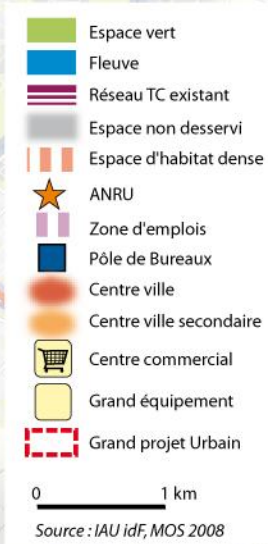 Espace vert
Fleuve
Réseau TC existant
Espace non desservi
Espace d'habitat dense
ANRU
Zone d'emplois
Pôle de Bureaux
Centre ville
Centre ville secondaire
Centre commercial
Grand équipement
Grand projet Urbain
0 1 km
Source : IAU idF, MOS 2008